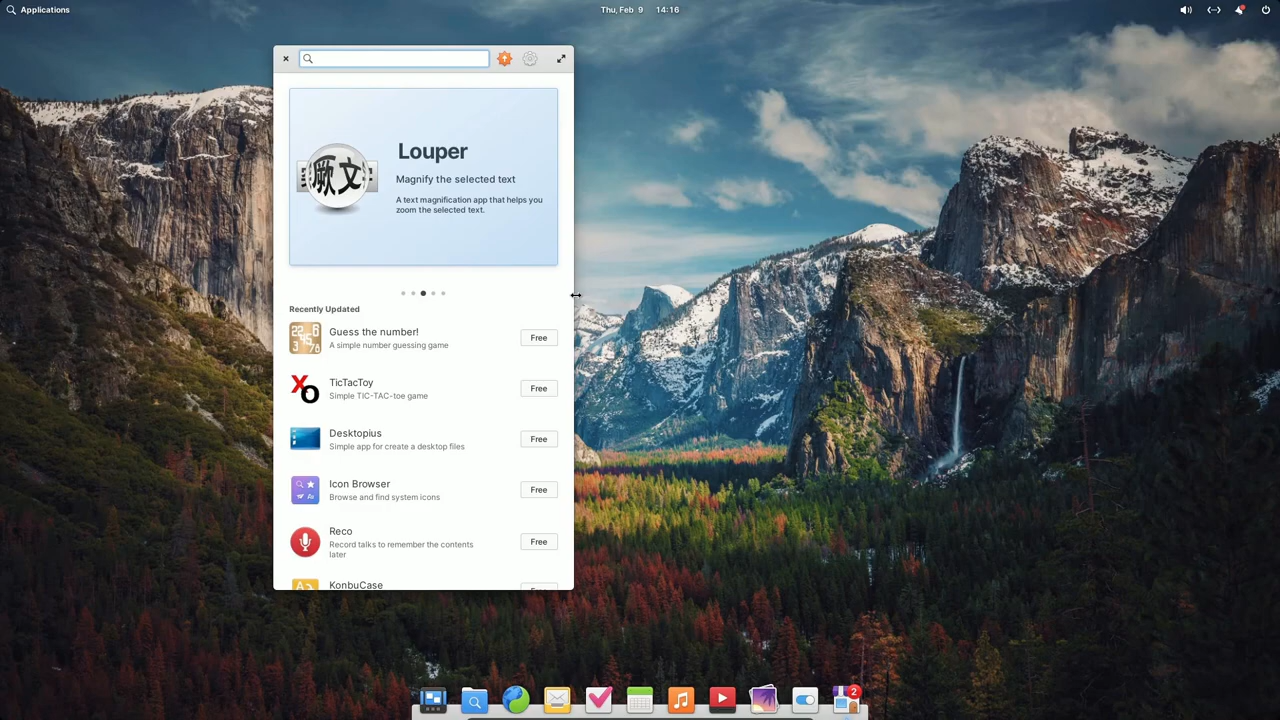 Applications
Thu, Feb 9 14:16
Louper
Magnify the selected text
A text magnification app that helps you
zoom the selected text.
Recently Updated
Guess the number!
A simple number guessing game
Free
TicTacToy
Simple TIC-TAC-toe game
Free
Desktopius
Simple app for create a desktop files
Free
Icon Browser
Browse and find system icons
Free
Reco
Record talks to remember the contents
later
Free
KonbuCase
2